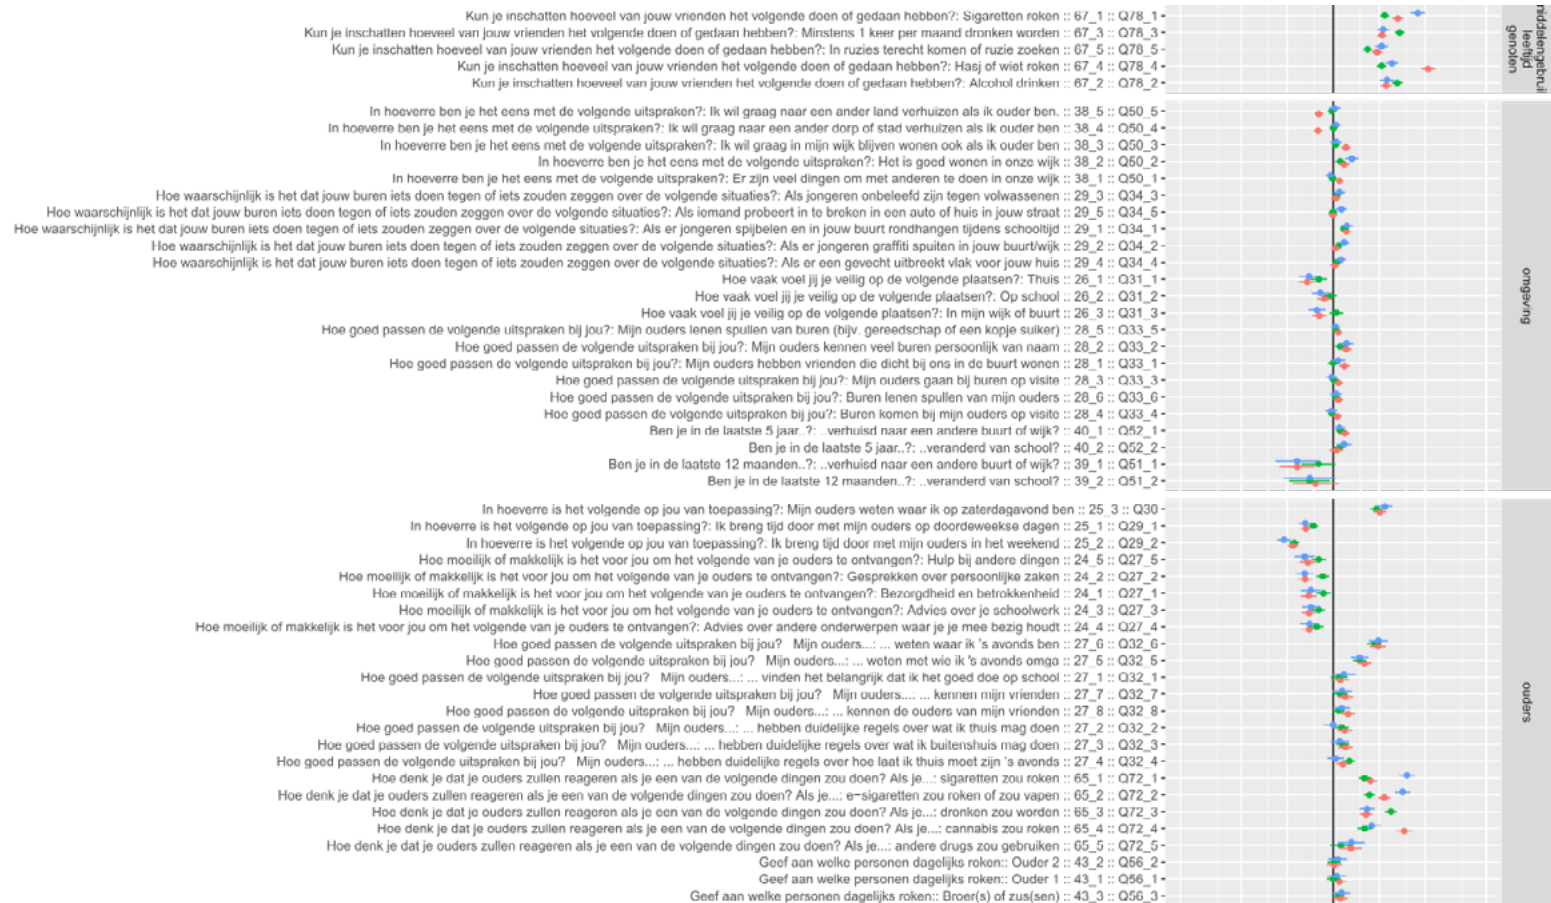 Kun je inschatten hoeveel van jouw vrienden het volgende doen of gedaan hebben?: Sigaretten roken :: 67_1 :: Q78_1
Kun je inschatten hoeveel van jouw vrienden het volgende doen of gedaan hebben?: Minstens 1 keer per maand dronken worden :: 67_3 :: Q78_3
Kun je inschatten hoeveel van jouw vrienden het volgende doen of gedaan hebben?: In ruzies terecht komen of ruzie zoeken :: 67_5 :: Q78_5
Kun je inschatten hoeveel van jouw vrienden het volgende doen of gedaan hebben?: Hasj of wiet roken :: 67_4 :: Q78_4
Kun je inschatten hoeveel van jouw vrienden het volgende doen of gedaan hebben?: Alcohol drinken :: 67_2 :: Q78_2
leeftijd
genoten
In hoeverre ben je het eens met de volgende uitspraken?: Ik wil graag naar een ander land verhuizen als ik ouder ben. :: 38_5 :: Q50_5
In hoeverre ben je het eens met de volgende uitspraken?: Ik wil graag naar een ander dorp of stad verhuizen als ik ouder ben :: 38_4 :: Q50_4
In hoeverre ben je het eens met de volgende uitspraken?: Ik wil graag in mijn wijk blijven wonen ook als ik ouder ben :: 38_3 :: Q50_3
In hoeverre ben je het eens met de volgende uitspraken?: Het is goed wonen in onze wijk :: 38_2 :: Q50_2
In hoeverre ben je het eens met de volgende uitspraken?: Er zijn veel dingen om met anderen te doen in onze wijk :: 38_1 :: Q50_1
Hoe waarschijnlijk is het dat jouw buren iets doen tegen of iets zouden zeggen over de volgende situaties?: Als jongeren onbeleefd zijn tegen volwassenen :: 29_3 :: Q34_3
Hoe waarschijnlijk is het dat jouw buren iets doen tegen of iets zouden zeggen over de volgende situaties?: Als iemand probeert in te breken in een auto of huis in jouw straat :: 29_5 :: Q34_5
Hoe waarschijnlijk is het dat jouw buren iets doen tegen of iets zouden zeggen over de volgende situaties?: Als er jongeren spijbelen en in jouw buurt rondhangen tijdens schooltijd :: 29_1 :: Q34_1
Hoe waarschijnlijk is het dat jouw buren iets doen tegen of iets zouden zeggen over de volgende situaties?: Als er jongeren graffiti spuiten in jouw buurt/wijk :: 29_2 :: Q34_2
Hoe waarschijnlijk is het dat jouw buren iets doen tegen of iets zouden zeggen over de volgende situaties?: Als er een gevecht uitbreekt vlak voor jouw huis :: 29_4 :: Q34_4
Hoe vaak voel jij je veilig op de volgende plaatsen?: Thuis :: 26_1 :: Q31_1
Hoe vaak voel jij je veilig op de volgende plaatsen?: Op school :: 26_2 :: Q31_2
Hoe vaak voel jij je veilig op de volgende plaatsen?: In mijn wijk of buurt :: 26_3 :: Q31_3
Hoe goed passen de volgende uitspraken bij jou?: Mijn ouders lenen spullen van buren (bijv. gereedschap of een kopje suiker) :: 28_5 :: Q33_5
Hoe goed passen de volgende uitspraken bij jou?: Mijn ouders kennen veel buren persoonlijk van naam :: 28_2 :: Q33_2
Hoe goed passen de volgende uitspraken bij jou?: Mijn ouders hebben vrienden die dicht bij ons in de buurt wonen :: 28_1 :: Q33_1
Hoe goed passen de volgende uitspraken bij jou?: Mijn ouders gaan bij buren op visite :: 28_3 :: Q33_3
Hoe goed passen de volgende uitspraken bij jou?: Buren lenen spullen van mijn ouders :: 28_6 :: Q33_6
Hoe goed passen de volgende uitspraken bij jou?: Buren komen bij mijn ouders op visite :: 28_4 :: Q33_4
Ben je in de laatste 5 jaar..?: ..verhuisd naar een andere buurt of wijk? :: 40_1 :: Q52_1
Ben je in de laatste 5 jaar..?: ..veranderd van school? :: 40_2 :: Q52_2
Ben je in de laatste 12 maanden..?: ..verhuisd naar een andere buurt of wijk? :: 39_1 :: Q51_1
Ben je in de laatste 12 maanden..?: ..veranderd van school? :: 39_2 :: Q51_2
omgeving
In hoeverre is het volgende op jou van toepassing?: Mijn ouders weten waar ik op zaterdagavond ben :: 25_3 :: Q30
In hoeverre is het volgende op jou van toepassing?: Ik breng tijd door met mijn ouders op doordeweekse dagen :: 25_1 :: Q29_1
In hoeverre is het volgende op jou van toepassing?: Ik breng tijd door met mijn ouders in het weekend :: 25_2 :: Q29_2
Hoe moeilijk of makkelijk is het voor jou om het volgende van je ouders te ontvangen?: Hulp bij andere dingen :: 24_5 :: Q27_5
Hoe moeilijk of makkelijk is het voor jou om het volgende van je ouders te ontvangen?: Gesprekken over persoonlijke zaken :: 24_2 :: Q27_2
Hoe moeilijk of makkelijk is het voor jou om het volgende van je ouders te ontvangen?: Bezorgdheid en betrokkenheid :: 24_1 :: Q27_1
Hoe moeilijk of makkelijk is het voor jou om het volgende van je ouders te ontvangen?: Advies over je schoolwerk :: 24_3 :: Q27_3
Hoe moeilijk of makkelijk is het voor jou om het volgende van je ouders te ontvangen?: Advies over andere onderwerpen waar je je mee bezig houdt :: 24_4 :: Q27_4
Hoe goed passen de volgende uitspraken bij jou? Mijn ouders...: ... weten waar ik 's avonds ben :: 27_6 :: Q32_6
Hoe goed passen de volgende uitspraken bij jou? Mijn ouders...: ... weten met wie ik 's avonds omga :: 27_5 :: Q32_5
Hoe goed passen de volgende uitspraken bij jou? Mijn ouders...: ... vinden het belangrijk dat ik het goed doe op school :: 27_1 :: Q32_1
Hoe goed passen de volgende uitspraken bij jou? Mijn ouders...: ... kennen mijn vrienden :: 27_7 :: Q32_7
Hoe goed passen de volgende uitspraken bij jou? Mijn ouders...: ... kennen de ouders van mijn vrienden :: 27_8 :: Q32_8
Hoe goed passen de volgende uitspraken bij jou? Mijn ouders...: ... hebben duidelijke regels over wat ik thuis mag doen :: 27_2 :: Q32_2
Hoe goed passen de volgende uitspraken bij jou? Mijn ouders...: ... hebben duidelijke regels over wat ik buitenshuis mag doen :: 27_3 :: Q32_3
Hoe goed passen de volgende uitspraken bij jou? Mijn ouders...: ... hebben duidelijke regels over hoe laat ik thuis moet zijn 's avonds :: 27_4 :: Q32_4
Hoe denk je dat je ouders zullen reageren als je een van de volgende dingen zou doen? Als je...: sigaretten zou roken :: 65_1 :: Q72_1
Hoe denk je dat je ouders zullen reageren als je een van de volgende dingen zou doen? Als je...: e-sigaretten zou roken of zou vapen :: 65_2 :: Q72_2
Hoe denk je dat je ouders zullen reageren als je een van de volgende dingen zou doen? Als je...: dronken zou worden :: 65_3 :: Q72_3
Hoe denk je dat je ouders zullen reageren als je een van de volgende dingen zou doen? Als je...: cannabis zou roken :: 65_4 :: Q72_4
Hoe denk je dat je ouders zullen reageren als je een van de volgende dingen zou doen? Als je...: andere drugs zou gebruiken :: 65_5 :: Q72_5
Geef aan welke personen dagelijks roken:: Ouder 2 :: 43_2 :: Q56_2
Geef aan welke personen dagelijks roken:: Ouder 1 :: 43_1 :: Q56_1
Geef aan welke personen dagelijks roken:: Broer(s) of zus(sen) :: 43_3 :: Q56_3
ouders